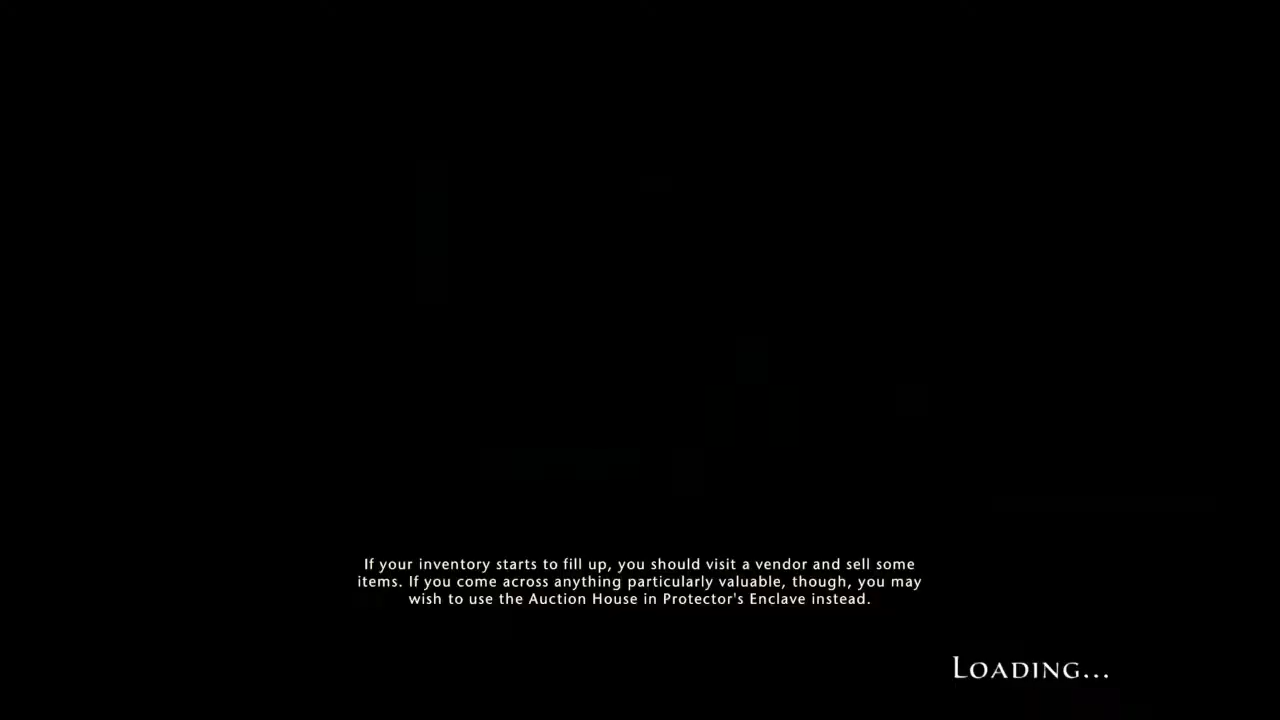 If your inventory starts to fill up, you should visit a vendor and sell some
items. If you come across anything particularly valuable, though, you may
wish to use the Auction House in Protector's Enclave instead.
Loading...